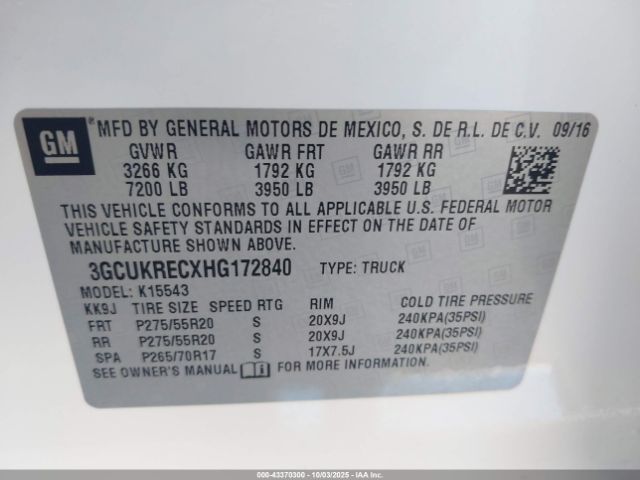 GM
MFD BY GENERAL MOTORS DE MEXICO, S. DE R.L. DE C.V. 09/16
GVWR GAWR FRT GAWR RR
3266 KG 1792 KG 1792 KG
7200 LB 3950 LB 3950 LB
THIS VEHICLE CONFORMS TO ALL APPLICABLE U.S. FEDERAL MOTOR
VEHICLE SAFETY STANDARDS IN EFFECT ON THE DATE OF
MANUFACTURE SHOWN ABOVE.
3GCUKRECXHG172840 TYPE: TRUCK
MODEL: K15543
KK9J TIRE SIZE SPEED RTG RIM COLD TIRE PRESSURE
FRT P275/55R20 S 20X9J 240KPA(35PSI)
RR P275/55R20 S 20X9J 240KPA(35PSI)
SPA P265/70R17 S 17X7.5J 240KPA(35PSI)
SEE OWNER'S MANUAL FOR MORE INFORMATION.
000-43370300 - 10/03/2025 - IAAI, Inc.